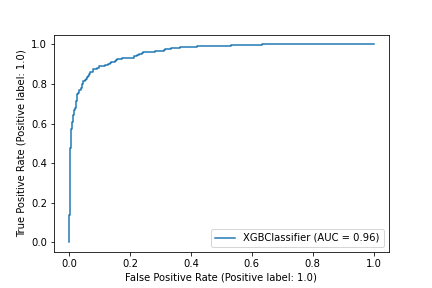 True Positive Rate (Positive label: 1.0)
1.0
0.8
0.6
0.4
0.2
0.0
XGBClassifier (AUC = 0.96)
0.0 0.2 0.4 0.6 0.8 1.0
False Positive Rate (Positive label: 1.0)